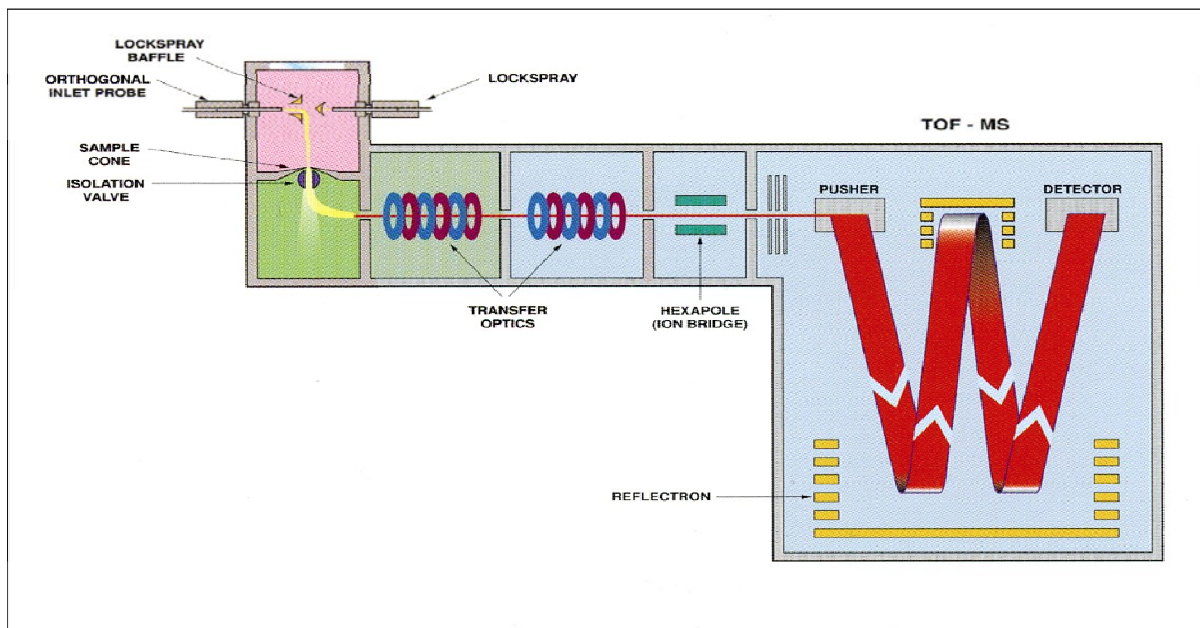 LOCKSPRAY
BAFFLE
ORTHOGONAL
INLET PROBE
LOCKSPRAY
SAMPLE
CONE
ISOLATION
VALVE
TOF - MS
PUSHER
DETECTOR
TRANSFER
OPTICS
HEXAPOLE
(ION BRIDGE)
REFLECTRON